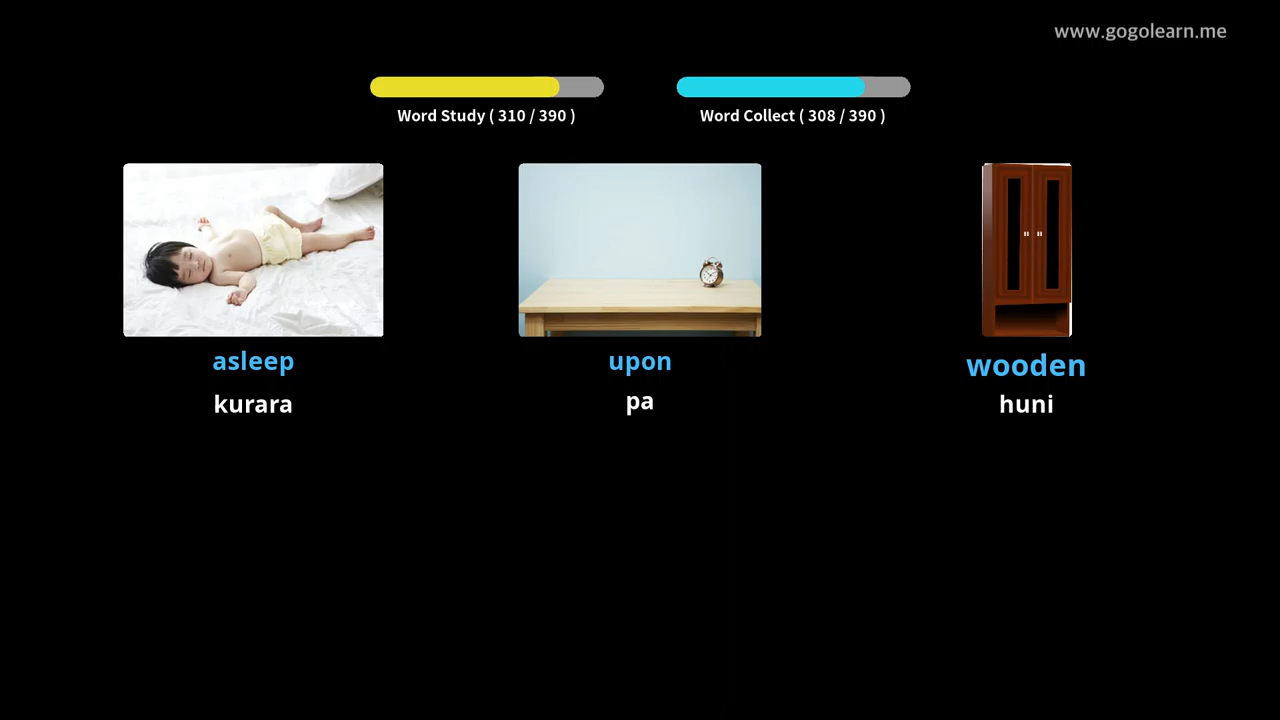 www.gogolearn.me
Word Study ( 310 / 390 )
Word Collect ( 308 / 390 )
asleep
upon
wooden
kurara
pa
huni